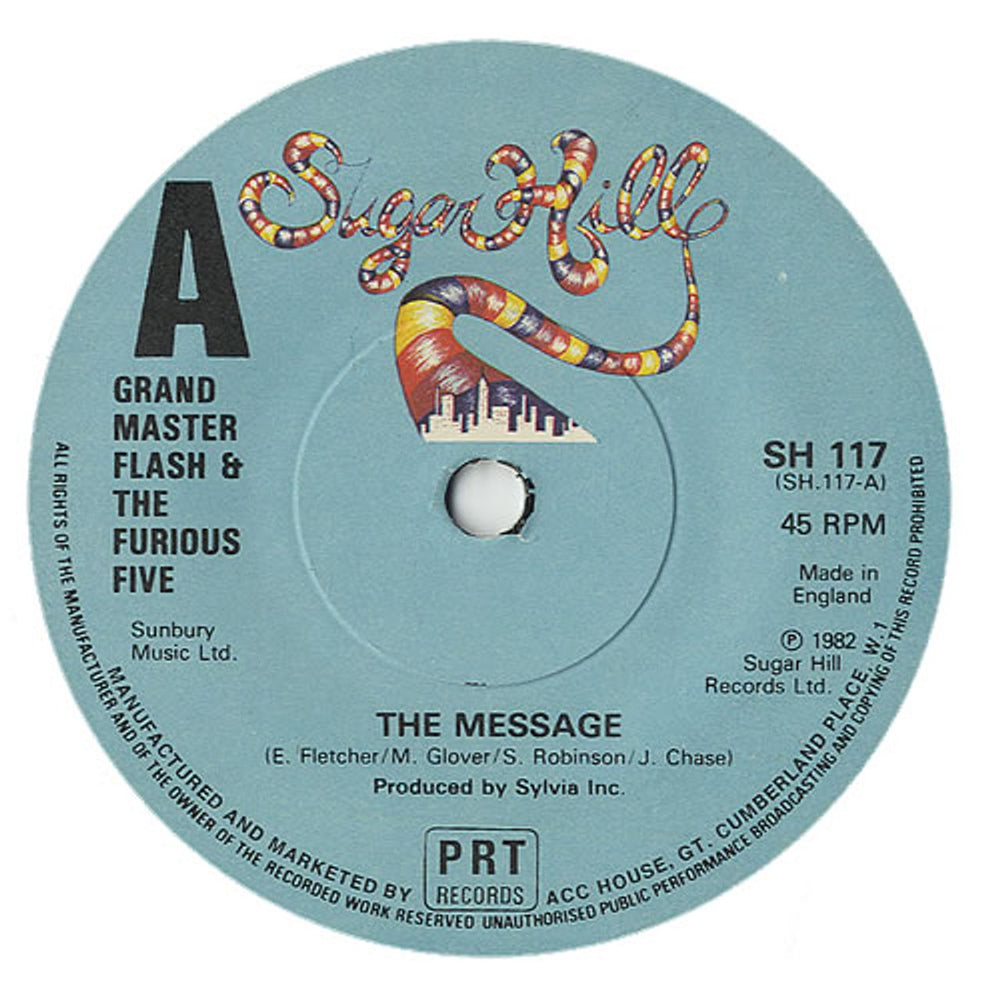 Sugar Hill
A
GRAND
MASTER
FLASH &
THE
FURIOUS
FIVE
Sunbury
Music Ltd.
SH 117
(SH.117-A)
45 RPM
Made in
England
℗ 1982
Sugar Hill
Records Ltd.
THE MESSAGE
(E. Fletcher/M. Glover/S. Robinson/J. Chase)
Produced by Sylvia Inc.
MANUFACTURED AND MARKETED BY PRT RECORDS ACC HOUSE, GT. CUMBERLAND PLACE, W.1
ALL RIGHTS OF THE MANUFACTURER AND OF THE OWNER OF THE RECORDED WORK RESERVED UNAUTHORISED PUBLIC PERFORMANCE BROADCASTING AND COPYING OF THIS RECORD PROHIBITED